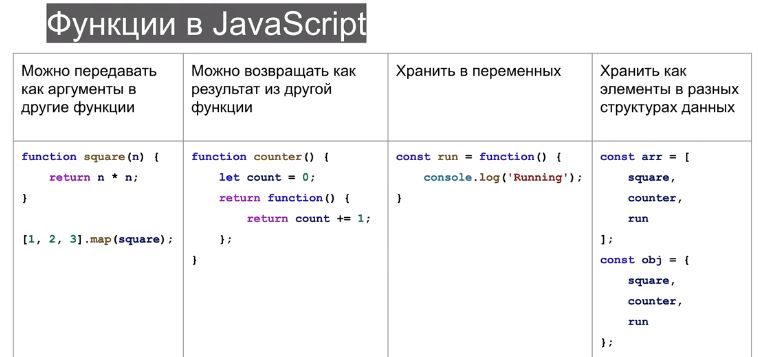 Функции в JavaScript
Можно передавать
как аргументы в
другие функции
Можно возвращать как
результат из другой
функции
Хранить в переменных
Хранить как
элементы в разных
структурах данных
function square(n) {
    return n * n;
}

[1, 2, 3].map(square);
function counter() {
    let count = 0;
    return function() {
        return count += 1;
    };
}
const run = function() {
    console.log('Running');
}
const arr = [
    square,
    counter,
    run
];
const obj = {
    square,
    counter,
    run
};